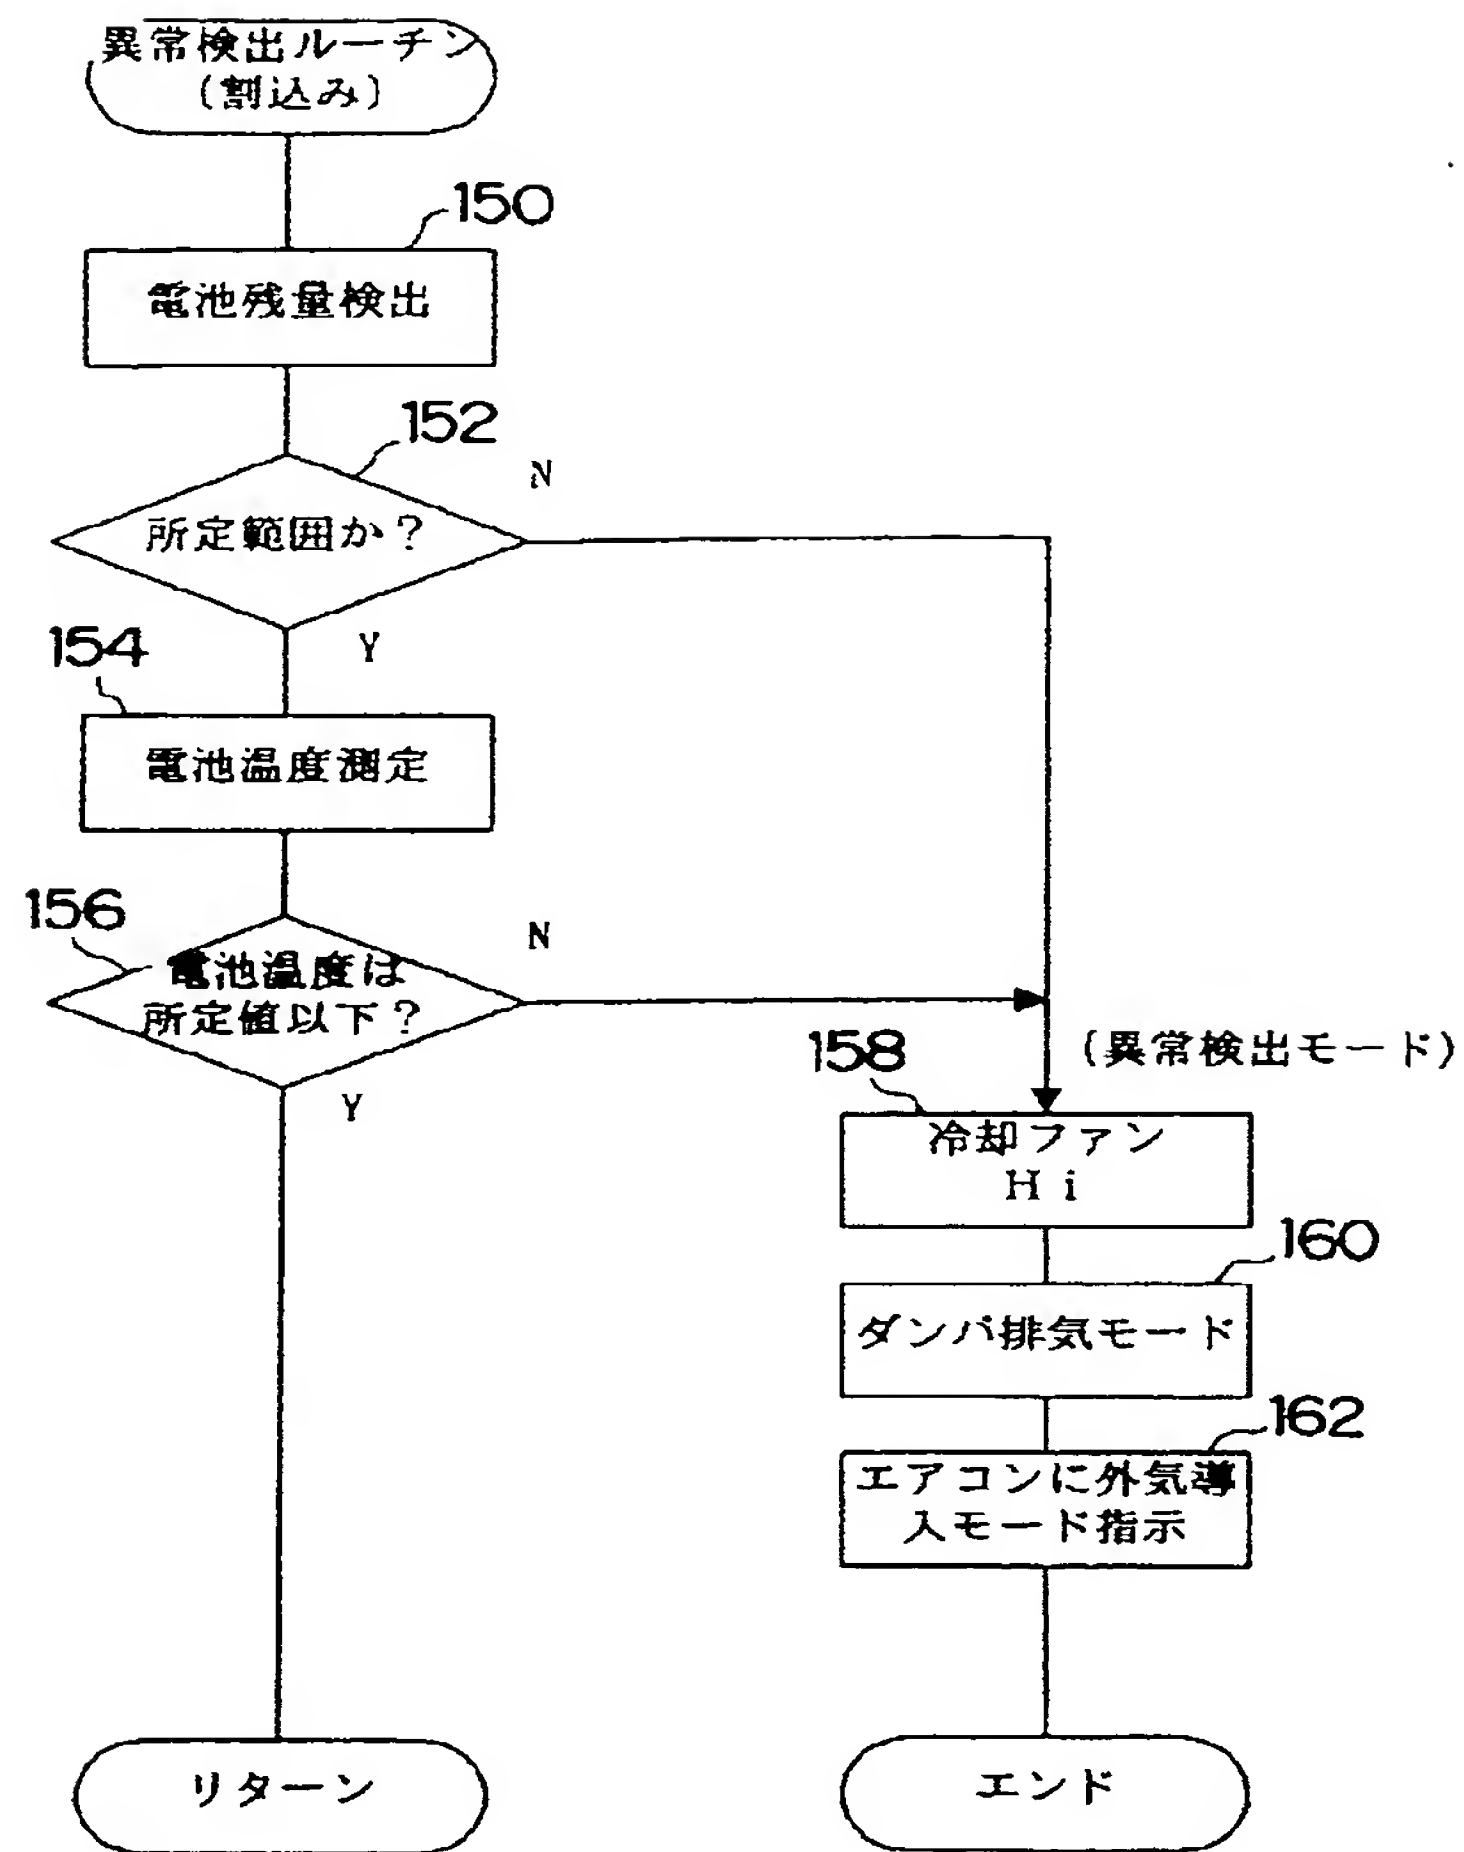 異常検出ルーチン
(割込み)
150
電池残量検出
152
N
所定範囲か?
Y
154
電池温度測定
156
N
電池温度は
所定値以下?
Y
158
(異常検出モード)
冷却ファン
Hi
160
ダンパ排気モード
162
エアコンに外気導
入モード指示
リターン
エンド